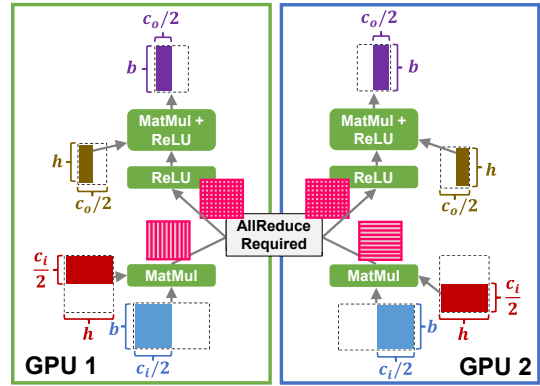 c_o/2
b
MatMul +
ReLU
h
ReLU
c_o/2
c_i
2
MatMul
h
b
c_i/2
GPU 1
AllReduce
Required
c_o/2
b
MatMul +
ReLU
h
ReLU
c_o/2
MatMul
c_i
2
h
b
c_i/2
GPU 2